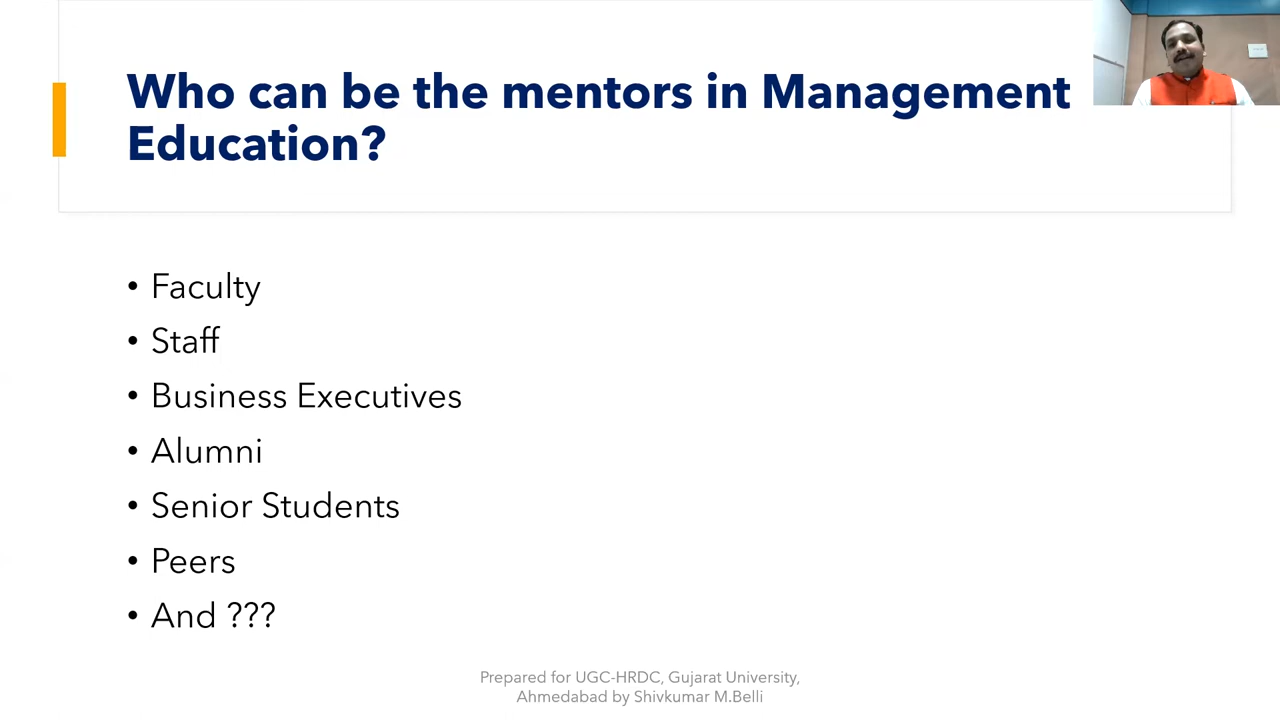 Who can be the mentors in Management
Education?
• Faculty
• Staff
• Business Executives
• Alumni
• Senior Students
• Peers
• And ???
Prepared for UGC-HRDC, Gujarat University,
Ahmedabad by Shivkumar M.Belli